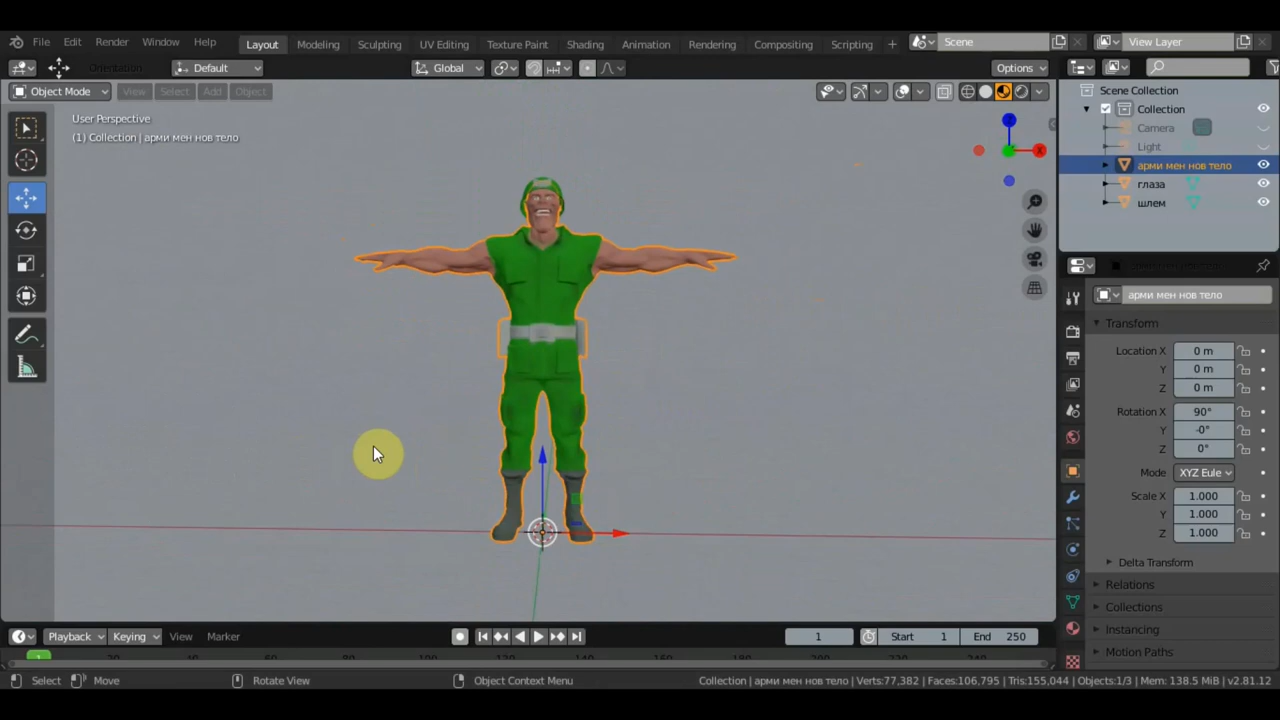 File Edit Render Window Help Layout Modeling Sculpting UV Editing Texture Paint Shading Animation Rendering Compositing Scripting + Scene View Layer
Orientation Default Global Options
Object Mode View Select Add Object
User Perspective
(1) Collection | арми мен нов тело
Z
X
Scene Collection
Collection
Camera
Light
арми мен нов тело
глаза
шлем
арми мен нов тело
Transform
Location X 0 m
Y 0 m
Z 0 m
Rotation X 90°
Y -0°
Z 0°
Mode XYZ Eule
Scale X 1.000
Y 1.000
Z 1.000
Delta Transform
Relations
Collections
Instancing
Motion Paths
Playback Keying View Marker 1 Start 1 End 250
1
Select Move Rotate View Object Context Menu Collection | арми мен нов тело | Verts:77,382 | Faces:106,795 | Tris:155,044 | Objects:1/3 | Mem: 138.5 MiB | v2.81.12